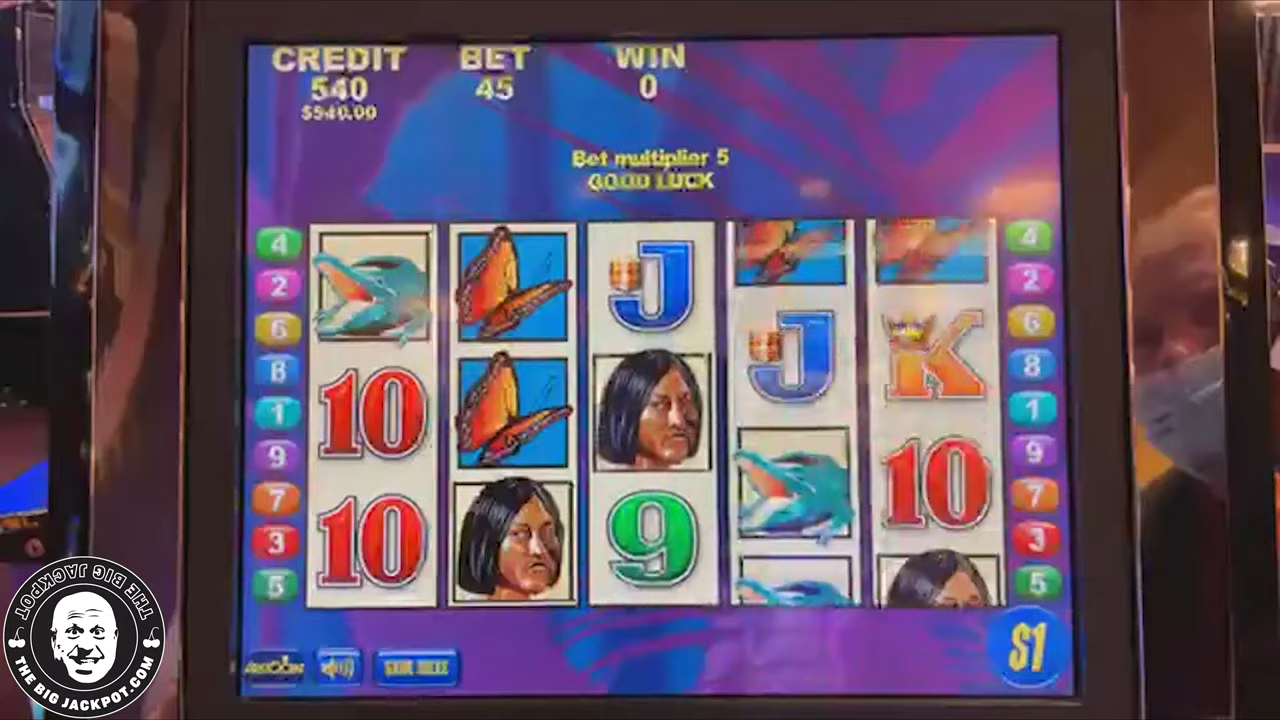 CREDIT BET WIN
540 45 0
$540.00
Bet multiplier 5
GOOD LUCK
4 J 4
2 2
6 J K 6
8 8
1 10 1
9 10 9
7 7
3 10 9 3
5 5
GAME RULES
$1
THE BIG JACKPOT
THE BIG JACKPOT.COM